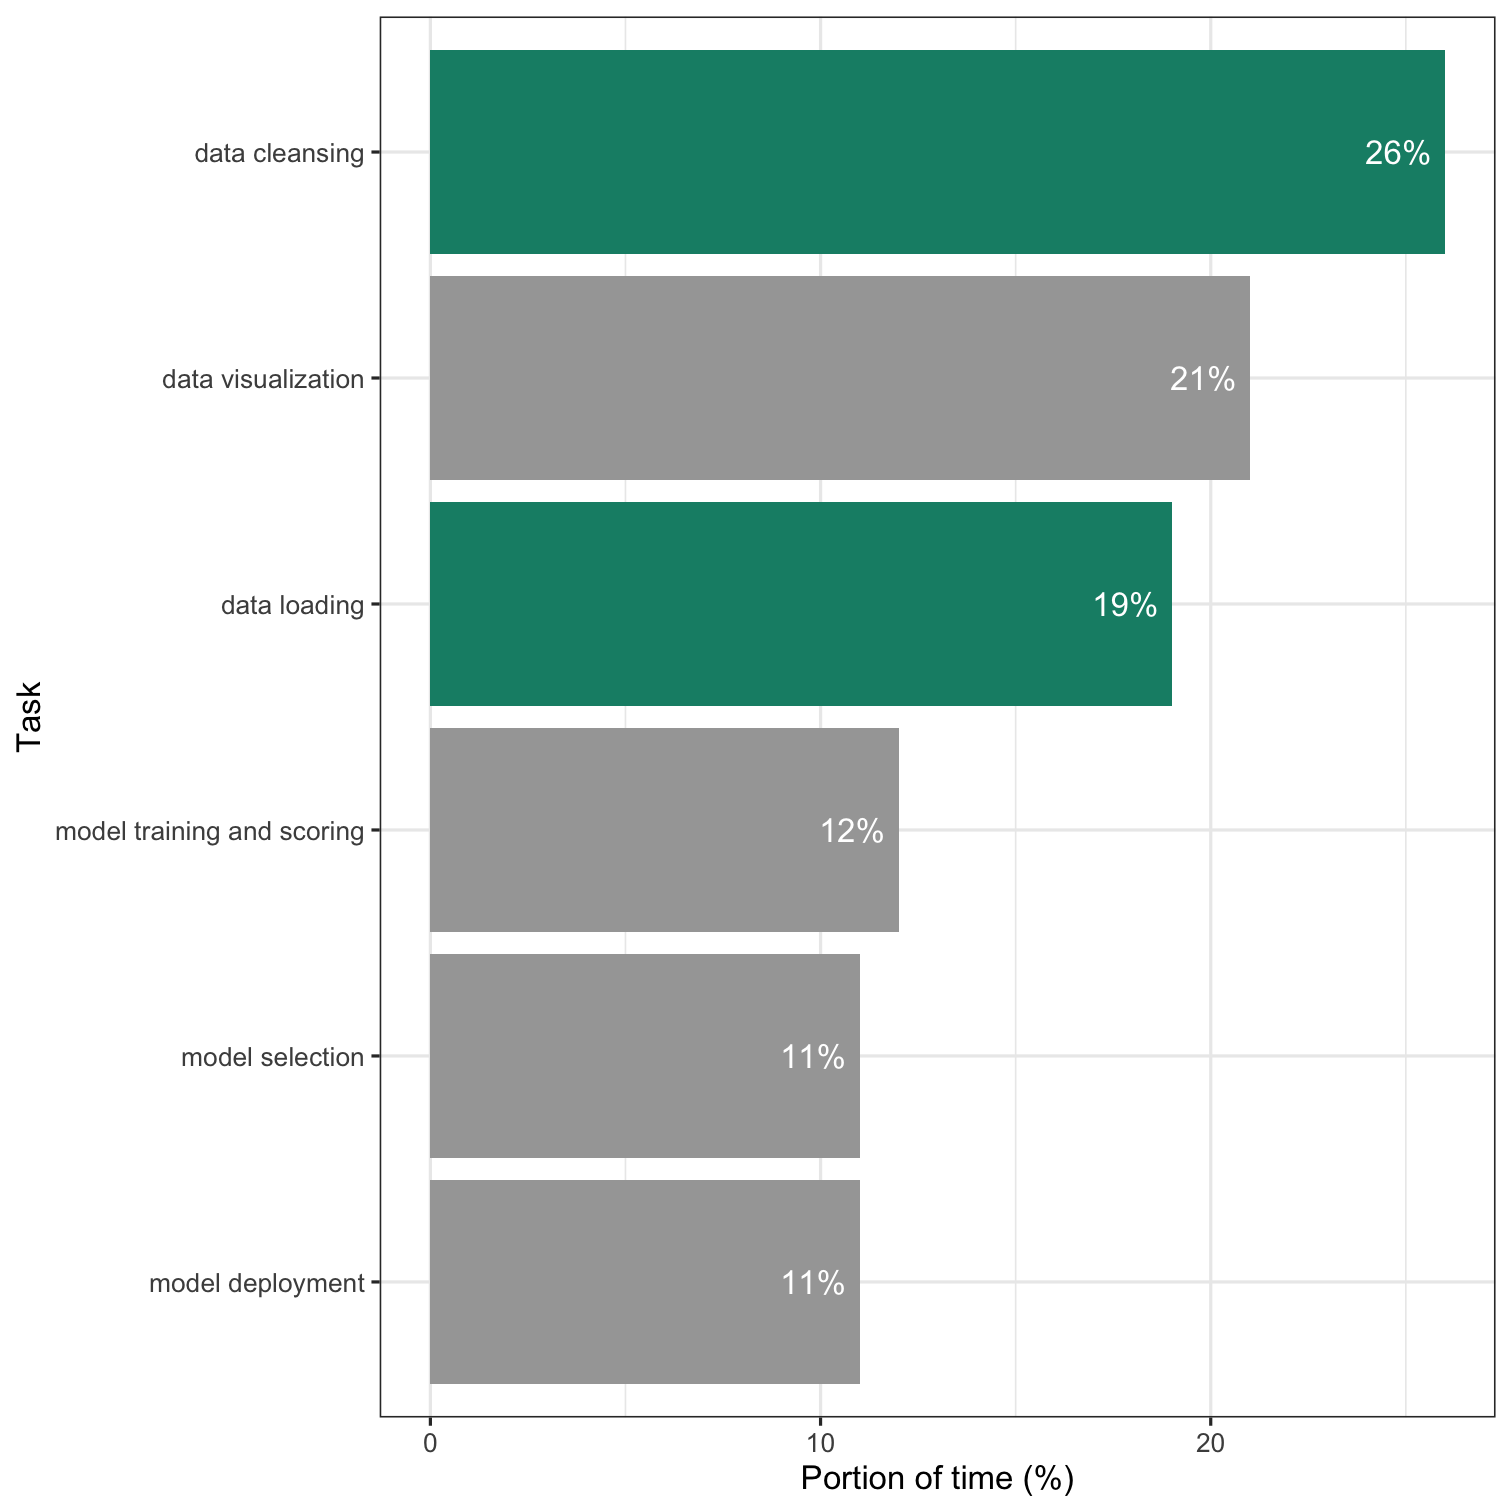 data cleansing
26%
data visualization
21%
data loading
19%
Task
model training and scoring
12%
model selection
11%
model deployment
11%
0
10
20
Portion of time (%)